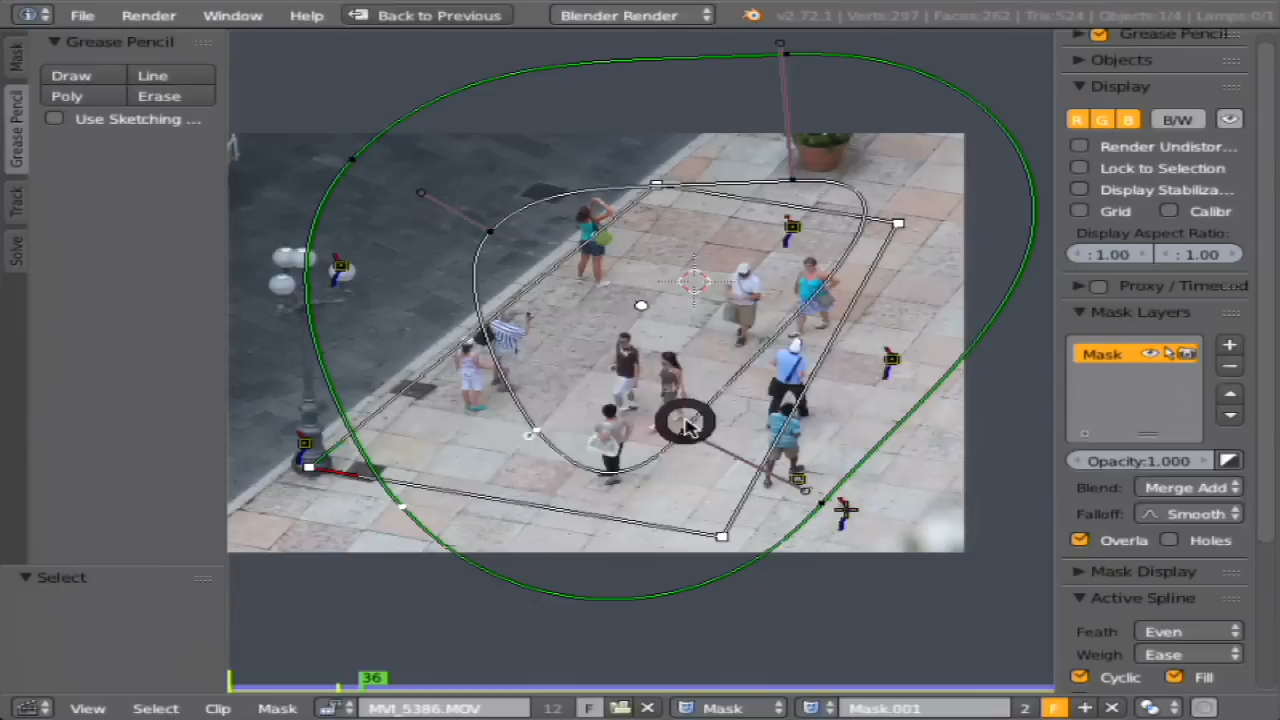 File Render Window Help Back to Previous Blender Render v2.72.1 | Verts:297 | Faces:262 | Tris:524 | Objects:1/4 | Lamps:0/1
Grease Pencil
Draw Line
Poly Erase
Use Sketching ...
Mask
Grease Pencil
Track
Solve
Select
Grease Pencil
Objects
Display
R G B B/W
Render Undistor...
Lock to Selection
Display Stabiliza...
Grid Calibr
Display Aspect Ratio:
: 1.00 : 1.00
Proxy / Timecod
Mask Layers
Mask
Opacity:1.000
Blend: Merge Add
Falloff: Smooth
Overla Holes
Mask Display
Active Spline
Feath Even
Weigh Ease
Cyclic Fill
36
View Select Clip Mask MVI_5386.MOV 12 F Mask Mask.001 2 F